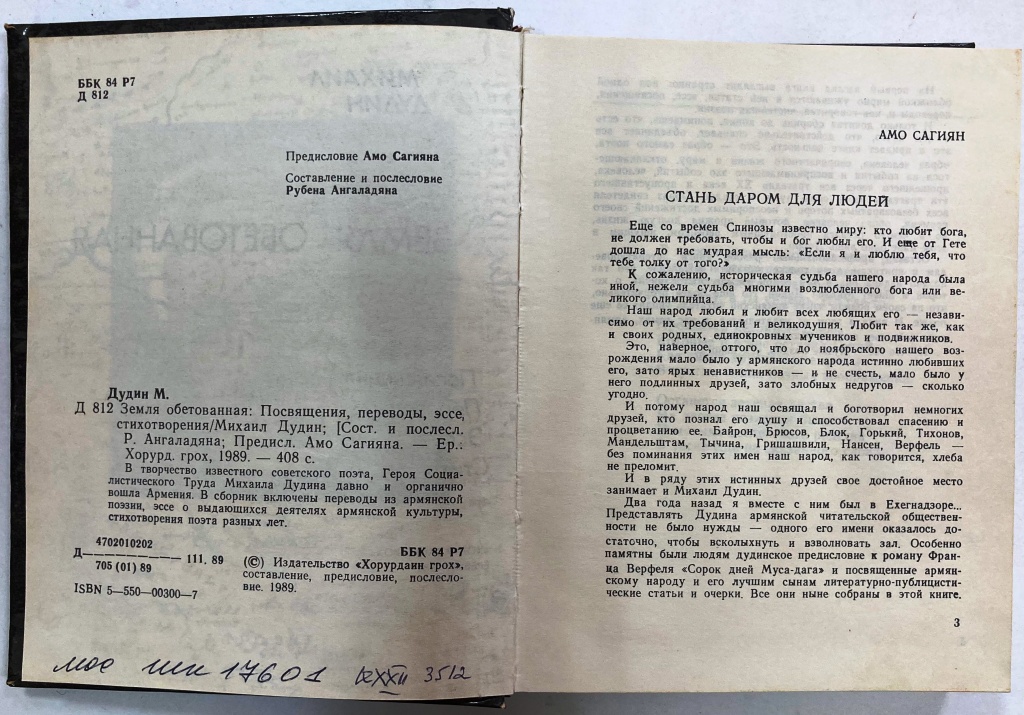 ББК 84 Р7
Д 812
Предисловие Амо Сагияна
Составление и послесловие
Рубена Ангаладяна
Дудин М.
Д 812 Земля обетованная: Посвящения, переводы, эссе,
стихотворения/Михаил Дудин; [Сост. и послесл.
Р. Ангаладяна; Предисл. Амо Сагияна. — Ер.:
Хорурд. грох, 1989. — 408 с.
В творчество известного советского поэта, Героя Социа-
листического Труда Михаила Дудина давно и органично
вошла Армения. В сборник включены переводы из армянской
поэзии, эссе о выдающихся деятелях армянской культуры,
стихотворения поэта разных лет.
4702010202
Д——————— 111. 89
705 (01) 89
ББК 84 Р7
(©) Издательство «Хорурдаин грох»,
составление, предисловие, послесло-
вие. 1989.
ISBN 5—550—00300—7
17601 3512
АМО САГИЯН
СТАНЬ ДАРОМ ДЛЯ ЛЮДЕЙ
Еще со времен Спинозы известно миру: кто любит бога,
не должен требовать, чтобы и бог любил его. И еще от Гете
дошла до нас мудрая мысль: «Если я и люблю тебя, что
тебе толку от того?»
К сожалению, историческая судьба нашего народа была
иной, нежели судьба многими возлюбленного бога или ве-
ликого олимпийца.
Наш народ любил и любит всех любящих его — незави-
симо от их требований и великодушия. Любит так же, как
и своих родных, единокровных мучеников и подвижников.
Это, наверное, оттого, что до ноябрьского нашего воз-
рождения мало было у армянского народа истинно любивших
его, зато ярых ненавистников — и не счесть, мало было у
него подлинных друзей, зато злобных недругов — сколько
угодно.
И потому народ наш освящал и боготворил немногих
друзей, кто познал его душу и способствовал спасению и
процветанию ее. Байрон, Брюсов, Блок, Горький, Тихонов,
Мандельштам, Тычина, Гришашвили, Нансен, Верфель —
без поминания этих имен наш народ, как говорится, хлеба
не преломит.
И в ряду этих истинных друзей свое достойное место
занимает и Михаил Дудин.
Два года назад я вместе с ним был в Ехегнадзоре...
Представлять Дудина армянской читательской обществен-
ности не было нужды — одного его имени оказалось до-
статочно, чтобы всколыхнуть и взволновать зал. Особенно
памятны были людям дудинское предисловие к роману Фран-
ца Верфеля «Сорок дней Муса-дага» и посвященные армян-
скому народу и его лучшим сынам литературно-публицисти-
ческие статьи и очерки. Все они ныне собраны в этой книге.
3